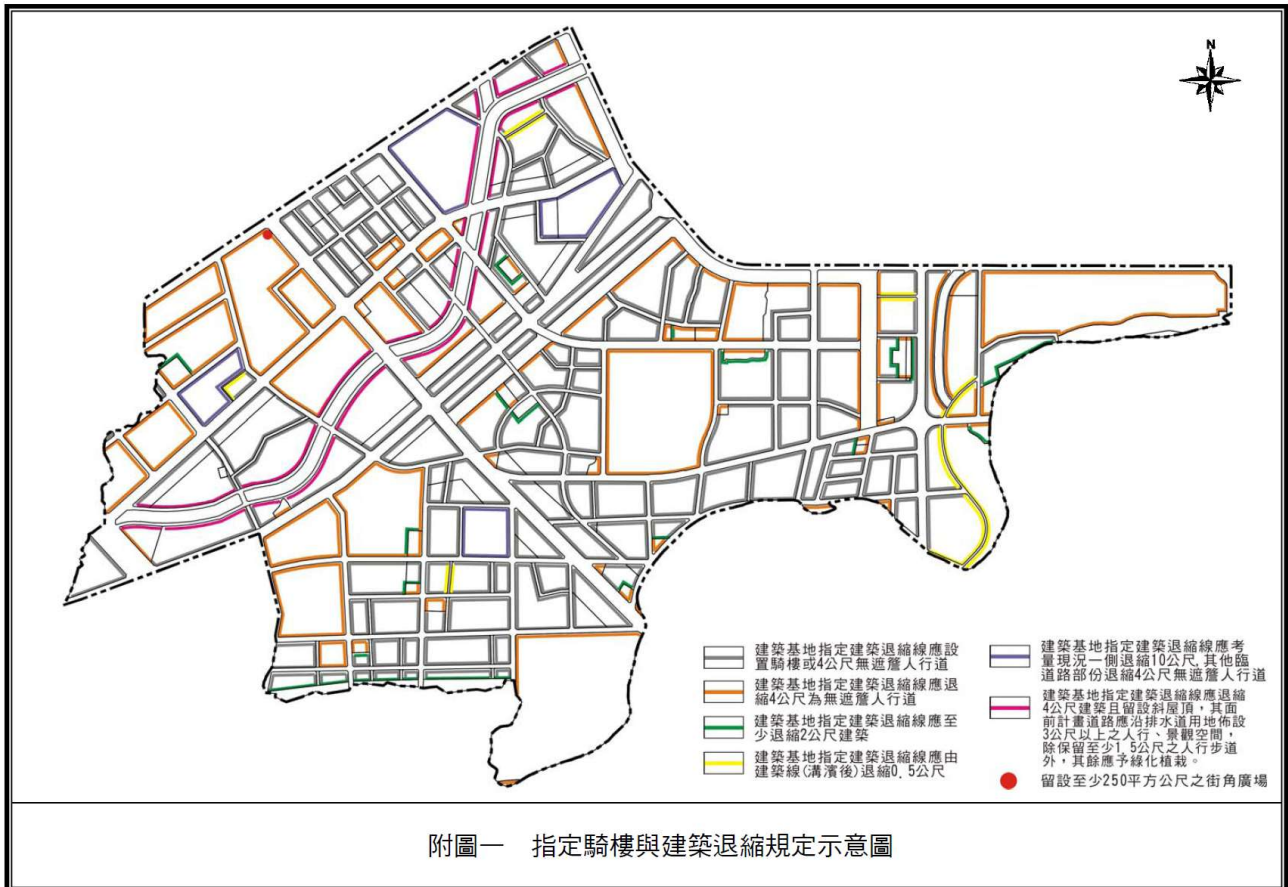 N
建築基地指定建築退縮線應設
置騎樓或4公尺無遮簷人行道
建築基地指定建築退縮線應退
縮4公尺為無遮簷人行道
建築基地指定建築退縮線應至
少退縮2公尺建築
建築基地指定建築退縮線應由
建築線(溝濱後)退縮0.5公尺
建築基地指定建築退縮線應考
量現況一側退縮10公尺,其他臨
道路部份退縮4公尺無遮簷人行道
建築基地指定建築退縮線應退縮
4公尺建築且留設斜屋頂，其面
前計畫道路應沿排水道用地佈設
3公尺以上之人行、景觀空間，
除保留至少1.5公尺之人行步道
外，其餘應予綠化植栽。
留設至少250平方公尺之街角廣場
附圖一　指定騎樓與建築退縮規定示意圖